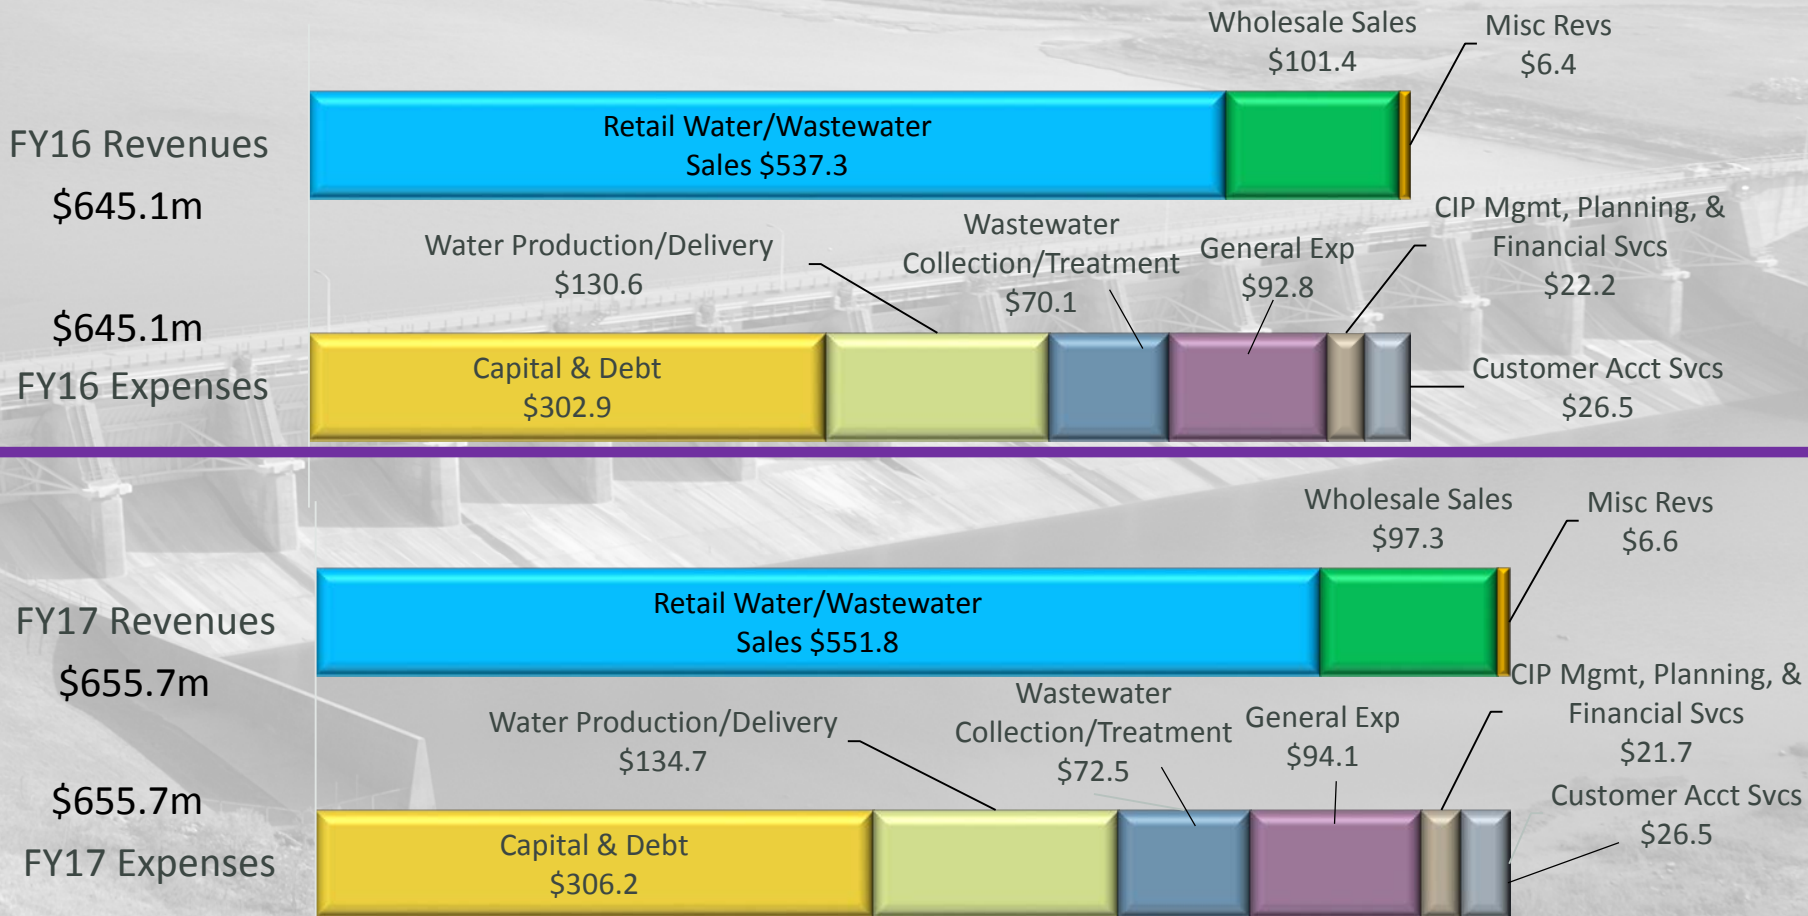 Wholesale Sales
$101.4
Misc Revs
$6.4
FY16 Revenues
$645.1m
Retail Water/Wastewater
Sales $537.3
Water Production/Delivery
$130.6
Wastewater
Collection/Treatment
$70.1
General Exp
$92.8
CIP Mgmt, Planning, &
Financial Svcs
$22.2
$645.1m
FY16 Expenses
Capital & Debt
$302.9
Customer Acct Svcs
$26.5
Wholesale Sales
$97.3
Misc Revs
$6.6
FY17 Revenues
$655.7m
Retail Water/Wastewater
Sales $551.8
Water Production/Delivery
$134.7
Wastewater
Collection/Treatment
$72.5
General Exp
$94.1
CIP Mgmt, Planning, &
Financial Svcs
$21.7
$655.7m
FY17 Expenses
Capital & Debt
$306.2
Customer Acct Svcs
$26.5